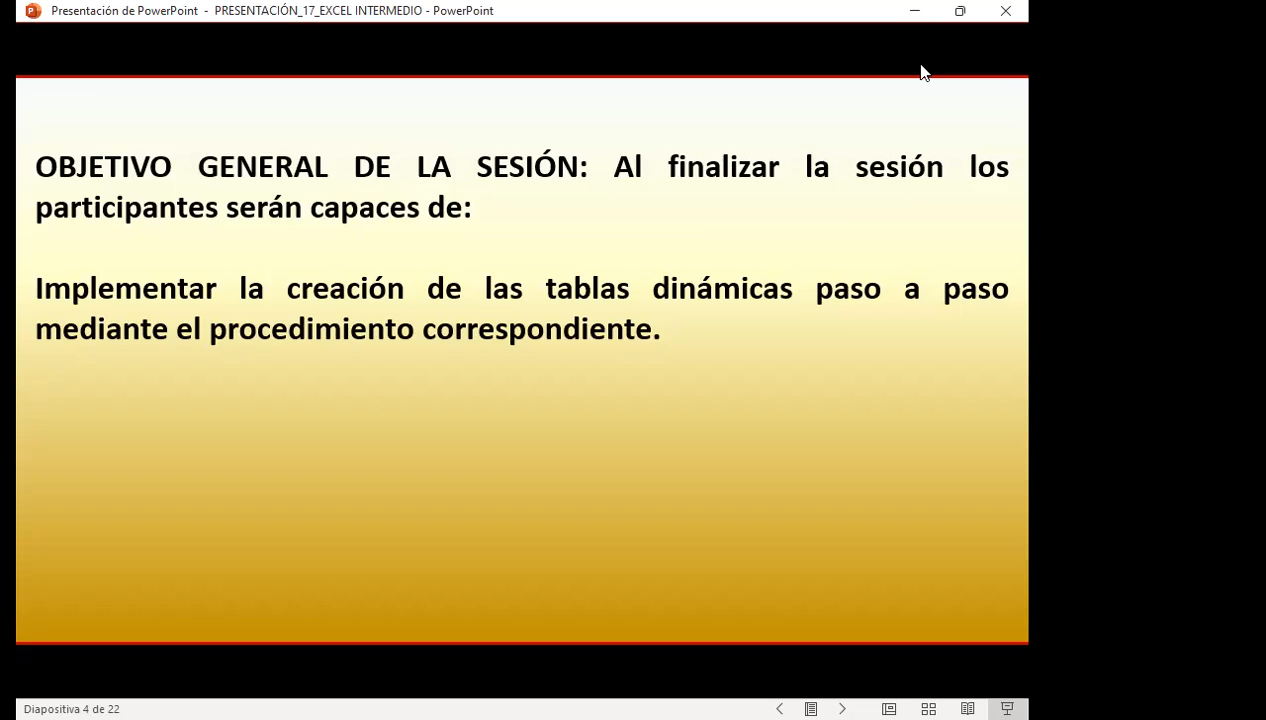 Presentación de PowerPoint - PRESENTACIÓN_17_EXCEL INTERMEDIO - PowerPoint
OBJETIVO GENERAL DE LA SESIÓN: Al finalizar la sesión los
participantes serán capaces de:
Implementar la creación de las tablas dinámicas paso a paso
mediante el procedimiento correspondiente.
Diapositiva 4 de 22